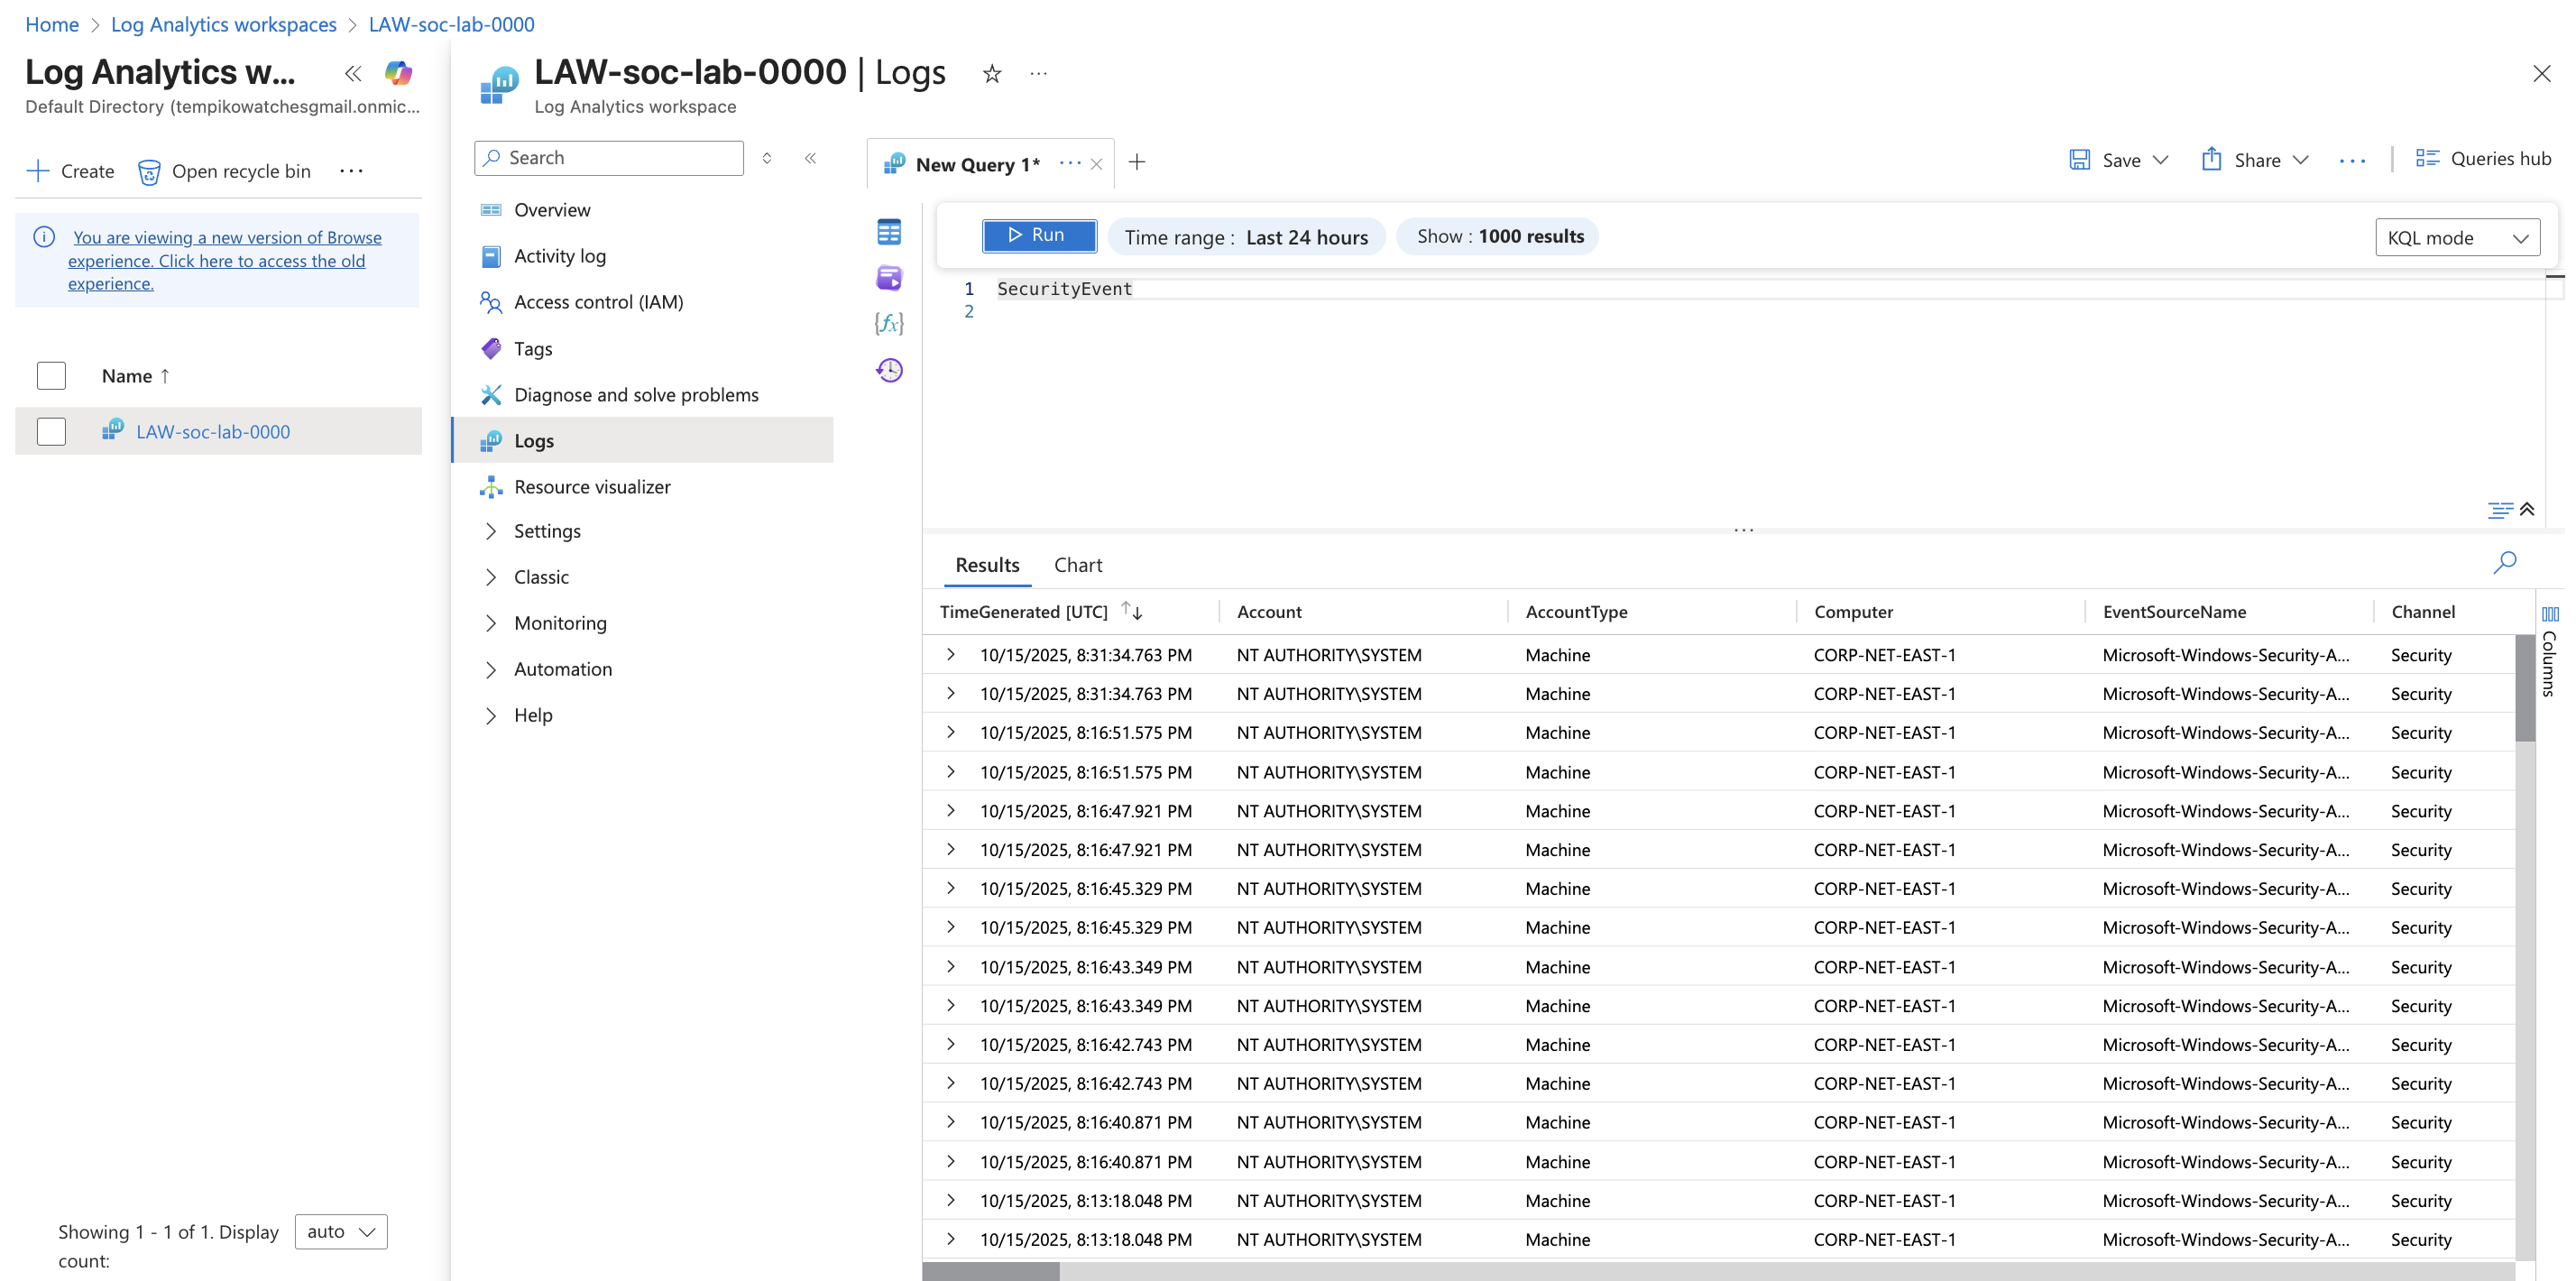 Home > Log Analytics workspaces > LAW-soc-lab-0000
Log Analytics w...
Default Directory (tempikowatchesgmail.onmic...
Create
Open recycle bin
You are viewing a new version of Browse
experience. Click here to access the old
experience.
Name ↑
LAW-soc-lab-0000
Showing 1 - 1 of 1. Display
count:
auto
LAW-soc-lab-0000 | Logs
Log Analytics workspace
Search
Overview
Activity log
Access control (IAM)
Tags
Diagnose and solve problems
Logs
Resource visualizer
Settings
Classic
Monitoring
Automation
Help
New Query 1*
Save
Share
Queries hub
Run
Time range : Last 24 hours
Show : 1000 results
KQL mode
1 SecurityEvent
2
Results Chart
TimeGenerated [UTC] Account AccountType Computer EventSourceName Channel
10/15/2025, 8:31:34.763 PM NT AUTHORITY\SYSTEM Machine CORP-NET-EAST-1 Microsoft-Windows-Security-A... Security
10/15/2025, 8:31:34.763 PM NT AUTHORITY\SYSTEM Machine CORP-NET-EAST-1 Microsoft-Windows-Security-A... Security
10/15/2025, 8:16:51.575 PM NT AUTHORITY\SYSTEM Machine CORP-NET-EAST-1 Microsoft-Windows-Security-A... Security
10/15/2025, 8:16:51.575 PM NT AUTHORITY\SYSTEM Machine CORP-NET-EAST-1 Microsoft-Windows-Security-A... Security
10/15/2025, 8:16:47.921 PM NT AUTHORITY\SYSTEM Machine CORP-NET-EAST-1 Microsoft-Windows-Security-A... Security
10/15/2025, 8:16:47.921 PM NT AUTHORITY\SYSTEM Machine CORP-NET-EAST-1 Microsoft-Windows-Security-A... Security
10/15/2025, 8:16:45.329 PM NT AUTHORITY\SYSTEM Machine CORP-NET-EAST-1 Microsoft-Windows-Security-A... Security
10/15/2025, 8:16:45.329 PM NT AUTHORITY\SYSTEM Machine CORP-NET-EAST-1 Microsoft-Windows-Security-A... Security
10/15/2025, 8:16:43.349 PM NT AUTHORITY\SYSTEM Machine CORP-NET-EAST-1 Microsoft-Windows-Security-A... Security
10/15/2025, 8:16:43.349 PM NT AUTHORITY\SYSTEM Machine CORP-NET-EAST-1 Microsoft-Windows-Security-A... Security
10/15/2025, 8:16:42.743 PM NT AUTHORITY\SYSTEM Machine CORP-NET-EAST-1 Microsoft-Windows-Security-A... Security
10/15/2025, 8:16:42.743 PM NT AUTHORITY\SYSTEM Machine CORP-NET-EAST-1 Microsoft-Windows-Security-A... Security
10/15/2025, 8:16:40.871 PM NT AUTHORITY\SYSTEM Machine CORP-NET-EAST-1 Microsoft-Windows-Security-A... Security
10/15/2025, 8:16:40.871 PM NT AUTHORITY\SYSTEM Machine CORP-NET-EAST-1 Microsoft-Windows-Security-A... Security
10/15/2025, 8:13:18.048 PM NT AUTHORITY\SYSTEM Machine CORP-NET-EAST-1 Microsoft-Windows-Security-A... Security
10/15/2025, 8:13:18.048 PM NT AUTHORITY\SYSTEM Machine CORP-NET-EAST-1 Microsoft-Windows-Security-A... Security
Columns